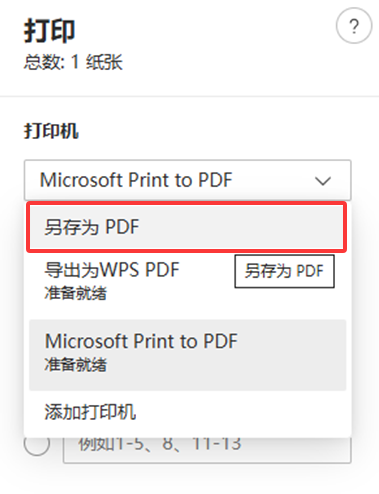 打印
?
总数: 1 纸张
打印机
Microsoft Print to PDF
另存为 PDF
导出为WPS PDF
准备就绪
另存为 PDF
Microsoft Print to PDF
准备就绪
添加打印机
例如1-5、8、11-13